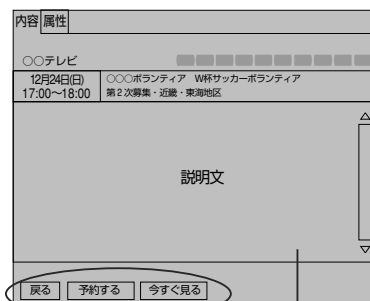 内容 属性
○○テレビ
12月24日(日) ○○○ボランティア W杯サッカーボランティア
17:00〜18:00 第2次募集・近畿・東海地区
説明文
戻る 予約する 今すぐ見る